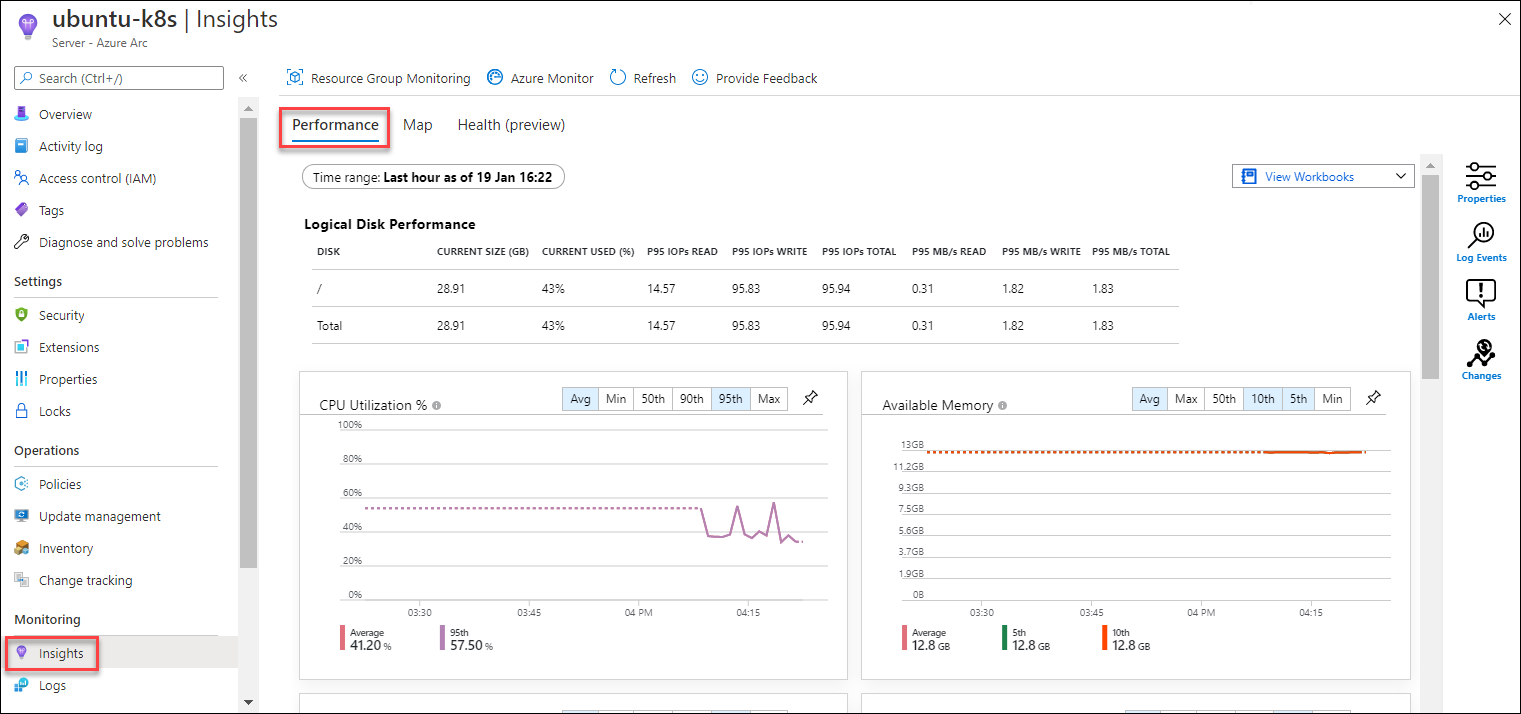 ubuntu-k8s | Insights
Server - Azure Arc
Search (Ctrl+/)
«
Overview
Activity log
Access control (IAM)
Tags
Diagnose and solve problems
Settings
Security
Extensions
Properties
Locks
Operations
Policies
Update management
Inventory
Change tracking
Monitoring
Insights
Logs
Resource Group Monitoring Azure Monitor Refresh Provide Feedback
Performance Map Health (preview)
Time range: Last hour as of 19 Jan 16:22
View Workbooks
Logical Disk Performance
DISK CURRENT SIZE (GB) CURRENT USED (%) P95 IOPs READ P95 IOPs WRITE P95 IOPs TOTAL P95 MB/s READ P95 MB/s WRITE P95 MB/s TOTAL
/ 28.91 43% 14.57 95.83 95.94 0.31 1.82 1.83
Total 28.91 43% 14.57 95.83 95.94 0.31 1.82 1.83
CPU Utilization %
Avg Min 50th 90th 95th Max
100%
80%
60%
40%
20%
0%
03:30 03:45 04 PM 04:15
Average 95th
41.20 % 57.50 %
Available Memory
Avg Max 50th 10th 5th Min
13GB
11.2GB
9.3GB
7.5GB
5.6GB
3.7GB
1.9GB
0B
03:30 03:45 04 PM 04:15
Average 5th 10th
12.8 GB 12.8 GB 12.8 GB
Properties
Log Events
Alerts
Changes